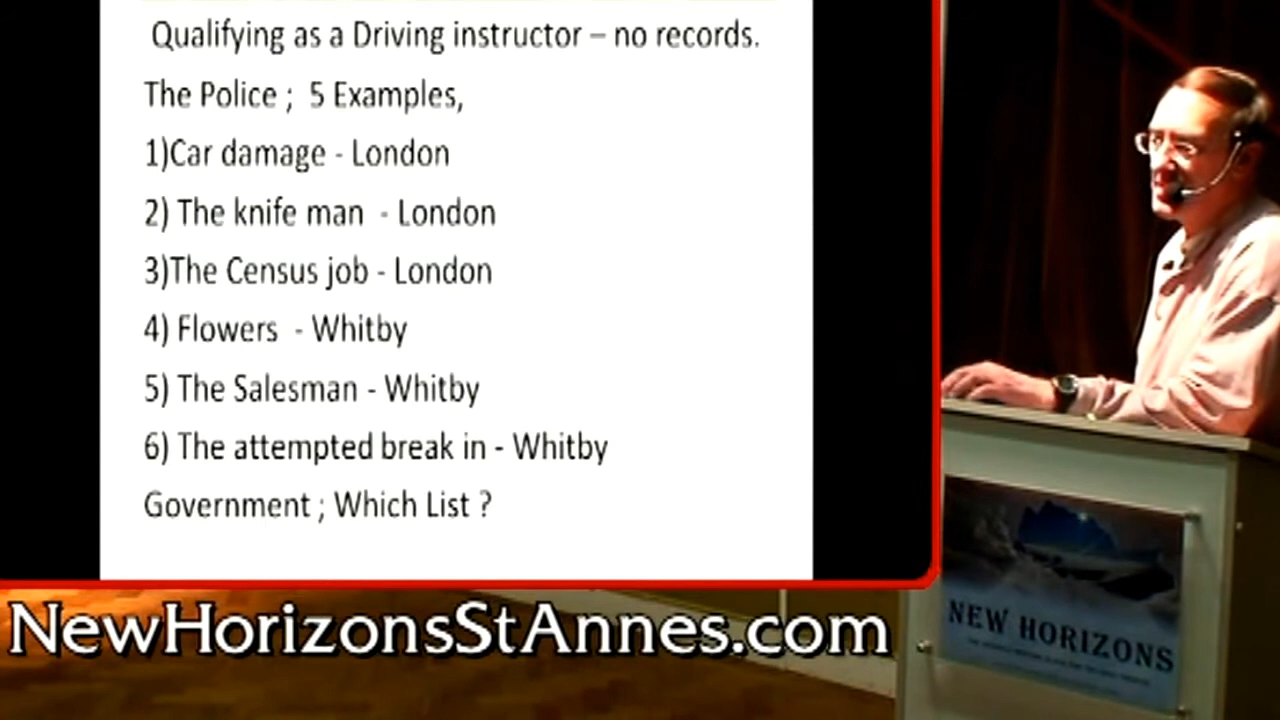 Qualifying as a Driving instructor – no records.
The Police ; 5 Examples,
1)Car damage - London
2) The knife man - London
3)The Census job - London
4) Flowers - Whitby
5) The Salesman - Whitby
6) The attempted break in - Whitby
Government ; Which List ?
NewHorizonsStAnnes.com
NEW HORIZONS